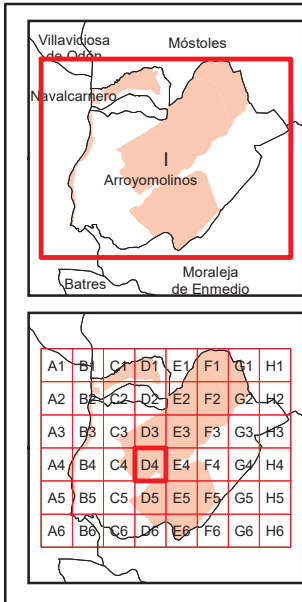 Villaviciosa
de Odón
Móstoles
Navalcarnero
I
Arroyomolinos
Batres
Moraleja
de Enmedio
A1 B1 C1 D1 E1 F1 G1 H1
A2 B2 C2 D2 E2 F2 G2 H2
A3 B3 C3 D3 E3 F3 G3 H3
A4 B4 C4 D4 E4 F4 G4 H4
A5 B5 C5 D5 E5 F5 G5 H5
A6 B6 C6 D6 E6 F6 G6 H6